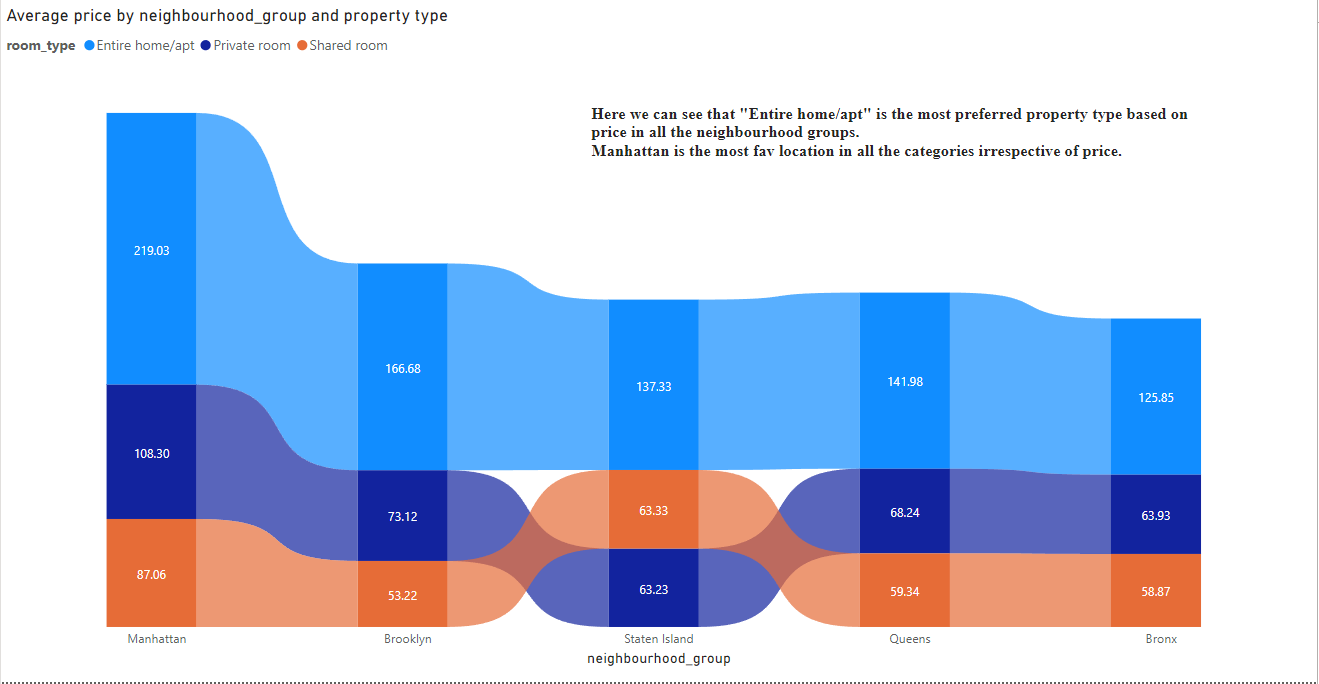 Average price by neighbourhood_group and property type
room_type Entire home/apt Private room Shared room
Here we can see that "Entire home/apt" is the most preferred property type based on
price in all the neighbourhood groups.
Manhattan is the most fav location in all the categories irrespective of price.
219.03
108.30
87.06
166.68
73.12
53.22
137.33
63.33
63.23
141.98
68.24
59.34
125.85
63.93
58.87
Manhattan Brooklyn Staten Island Queens Bronx
neighbourhood_group